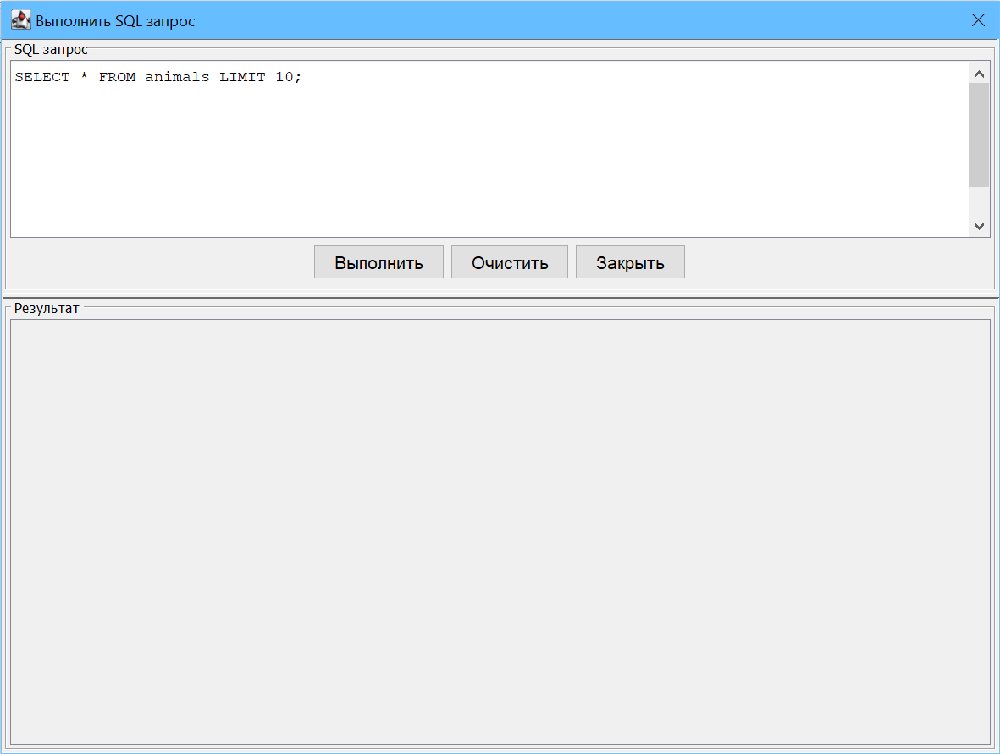 Выполнить SQL запрос
SQL запрос
SELECT * FROM animals LIMIT 10;
Выполнить Очистить Закрыть
Результат